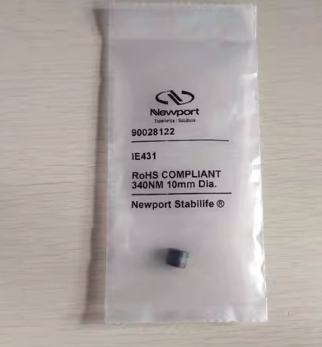 Newport
Experience | Solutions
90028122
IE431
RoHS COMPLIANT
340NM 10mm Dia.
Newport Stabilife ®